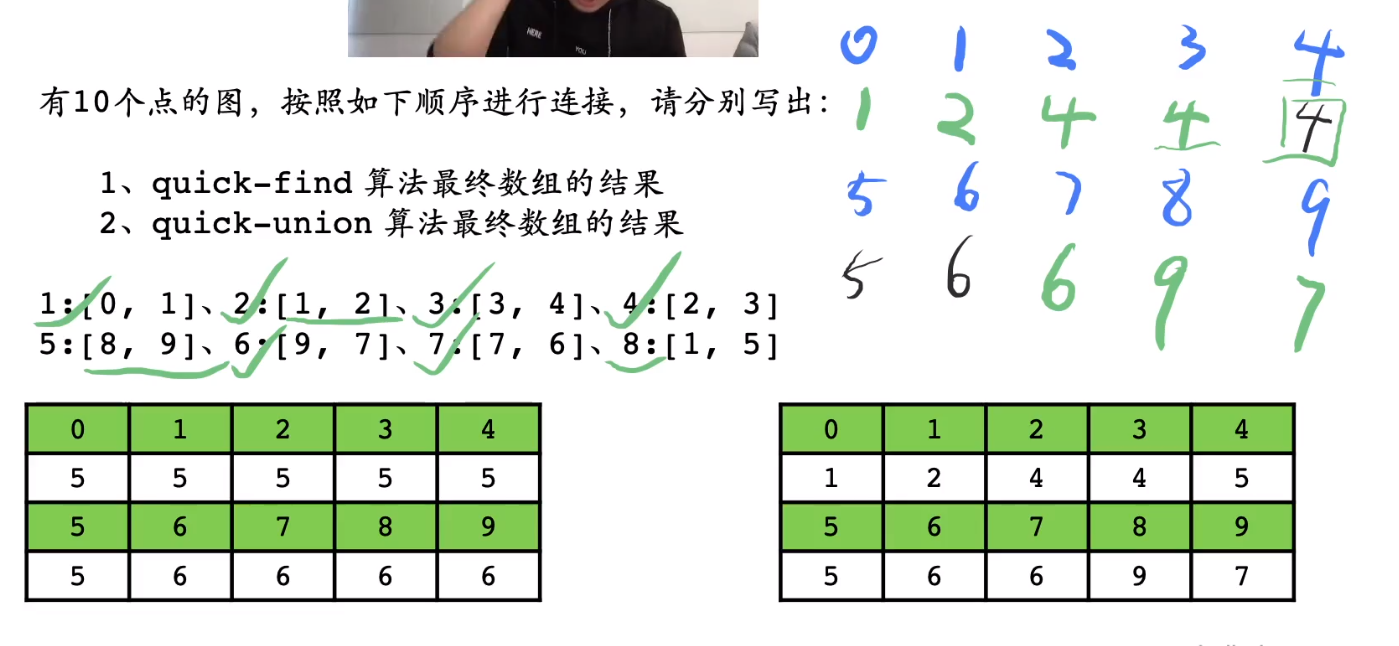 HERE
YOU
0 1 2 3 4
有10个点的图，按照如下顺序进行连接，请分别写出：
1 2 4 4 4
1、quick-find 算法最终数组的结果
5 6 7 8 9
2、quick-union 算法最终数组的结果
5 6 6 9 7
1:[0, 1]、2:[1, 2]、3:[3, 4]、4:[2, 3]
5:[8, 9]、6:[9, 7]、7:[7, 6]、8:[1, 5]
0 1 2 3 4
5 5 5 5 5
5 6 7 8 9
5 6 6 6 6
0 1 2 3 4
1 2 4 4 5
5 6 7 8 9
5 6 6 9 7